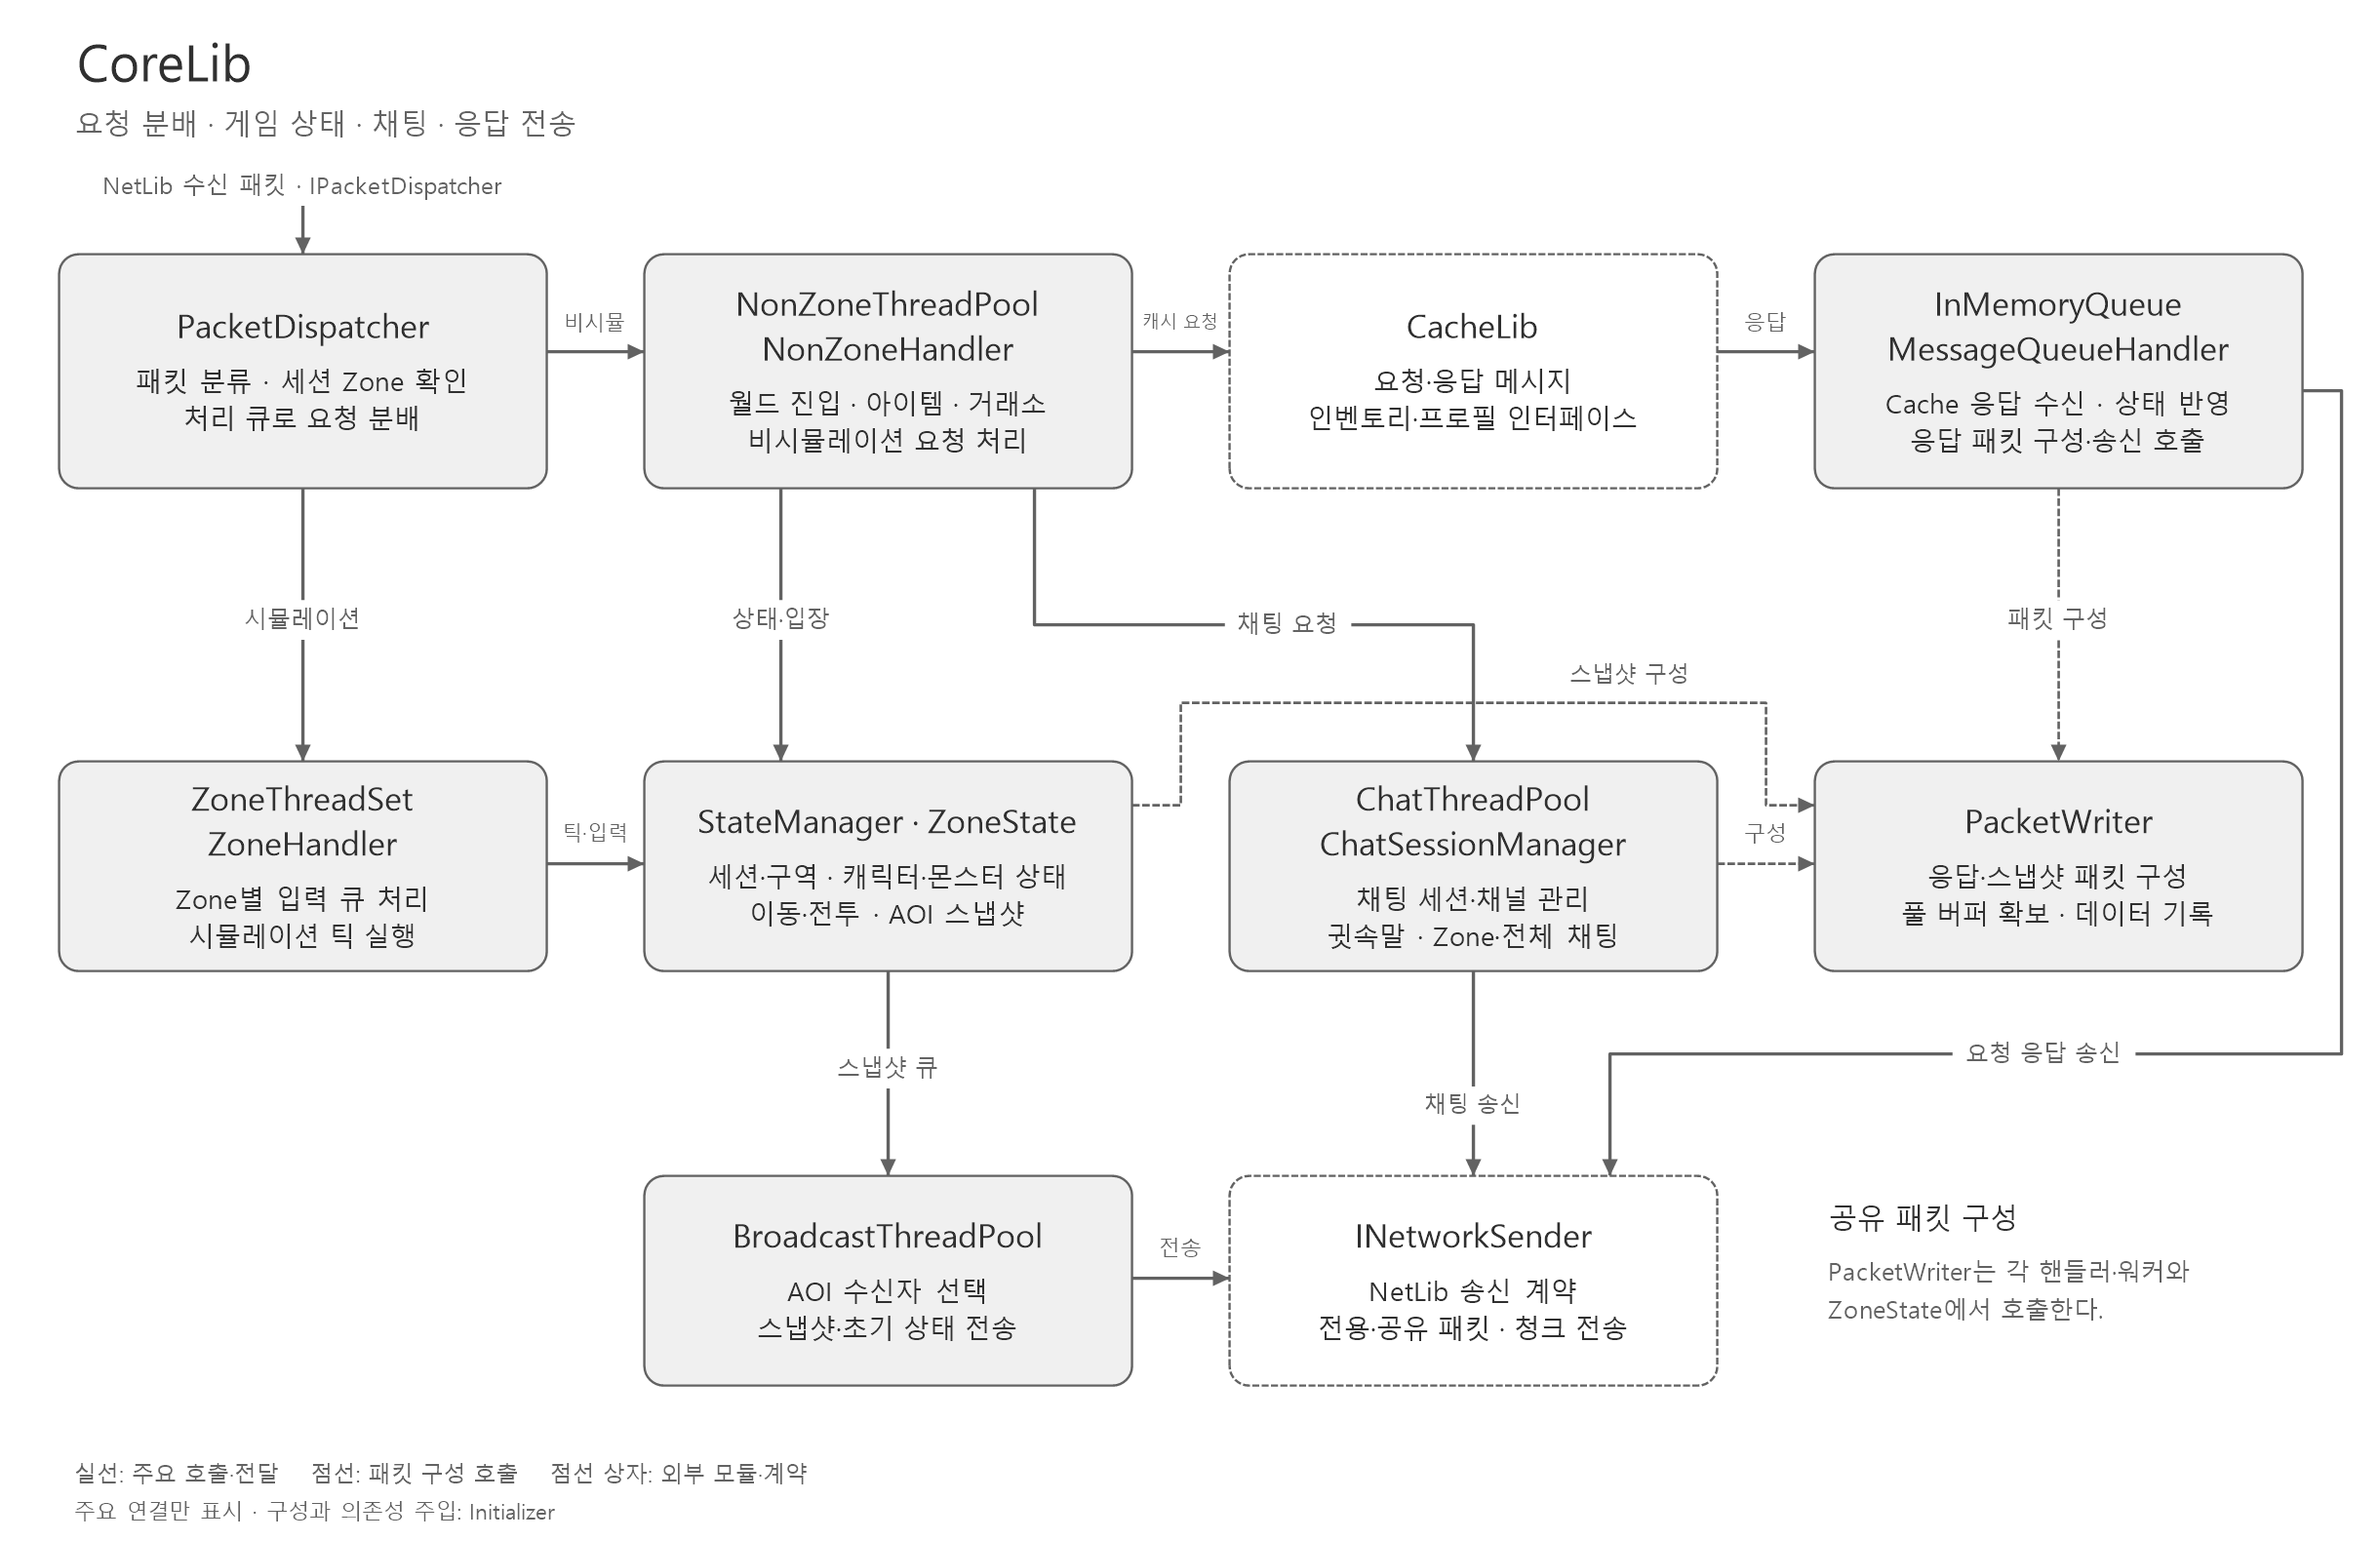 CoreLib
요청 분배 · 게임 상태 · 채팅 · 응답 전송
NetLib 수신 패킷 · IPacketDispatcher
PacketDispatcher
패킷 분류 · 세션 Zone 확인
처리 큐로 요청 분배
비시뮬
NonZoneThreadPool
NonZoneHandler
월드 진입 · 아이템 · 거래소
비시뮬레이션 요청 처리
캐시 요청
CacheLib
요청·응답 메시지
인벤토리·프로필 인터페이스
응답
InMemoryQueue
MessageQueueHandler
Cache 응답 수신 · 상태 반영
응답 패킷 구성·송신 호출
시뮬레이션
상태·입장
채팅 요청
패킷 구성
스냅샷 구성
ZoneThreadSet
ZoneHandler
Zone별 입력 큐 처리
시뮬레이션 틱 실행
틱·입력
StateManager · ZoneState
세션·구역 · 캐릭터·몬스터 상태
이동·전투 · AOI 스냅샷
ChatThreadPool
ChatSessionManager
채팅 세션·채널 관리
귓속말 · Zone·전체 채팅
구성
PacketWriter
응답·스냅샷 패킷 구성
풀 버퍼 확보 · 데이터 기록
스냅샷 큐
채팅 송신
요청 응답 송신
BroadcastThreadPool
AOI 수신자 선택
스냅샷·초기 상태 전송
전송
INetworkSender
NetLib 송신 계약
전용·공유 패킷 · 청크 전송
공유 패킷 구성
PacketWriter는 각 핸들러·워커와
ZoneState에서 호출한다.
실선: 주요 호출·전달 점선: 패킷 구성 호출 점선 상자: 외부 모듈·계약
주요 연결만 표시 · 구성과 의존성 주입: Initializer